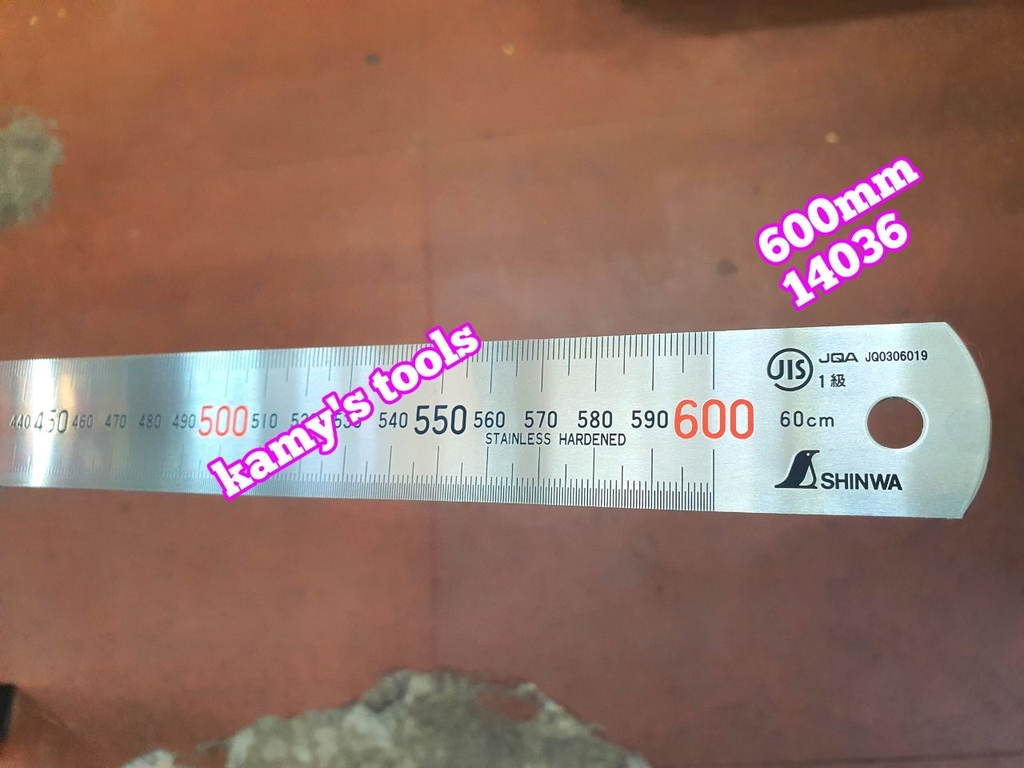 600mm
14036
kamy's tools
JIS JQA JQ0306019
1級
440 450 460 470 480 490 500 510 540 550 560 570 580 590 600 60cm
STAINLESS HARDENED
SHINWA